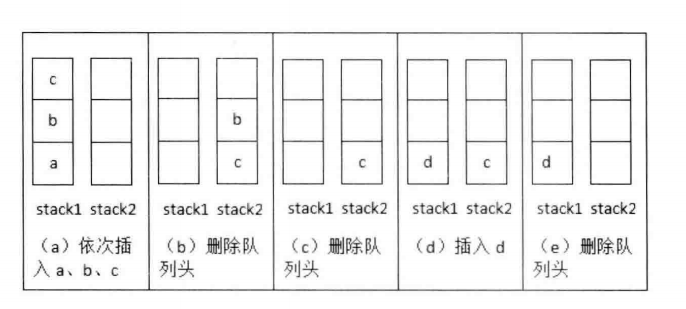 c
b
a
b
c
c
d
c
d
stack1 stack2
stack1 stack2
stack1 stack2
stack1 stack2
stack1 stack2
（a）依次插
入 a、b、c
（b）删除队
列头
（c）删除队
列头
（d）插入 d
（e）删除队
列头